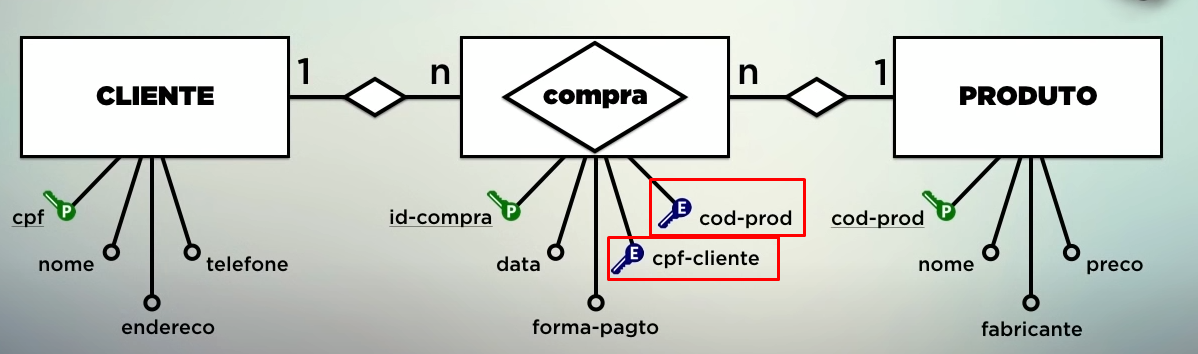 CLIENTE
1
n
compra
n
1
PRODUTO
P
cpf
nome
endereco
telefone
P
id-compra
data
forma-pagto
E
cpf-cliente
E
cod-prod
P
cod-prod
nome
fabricante
preco